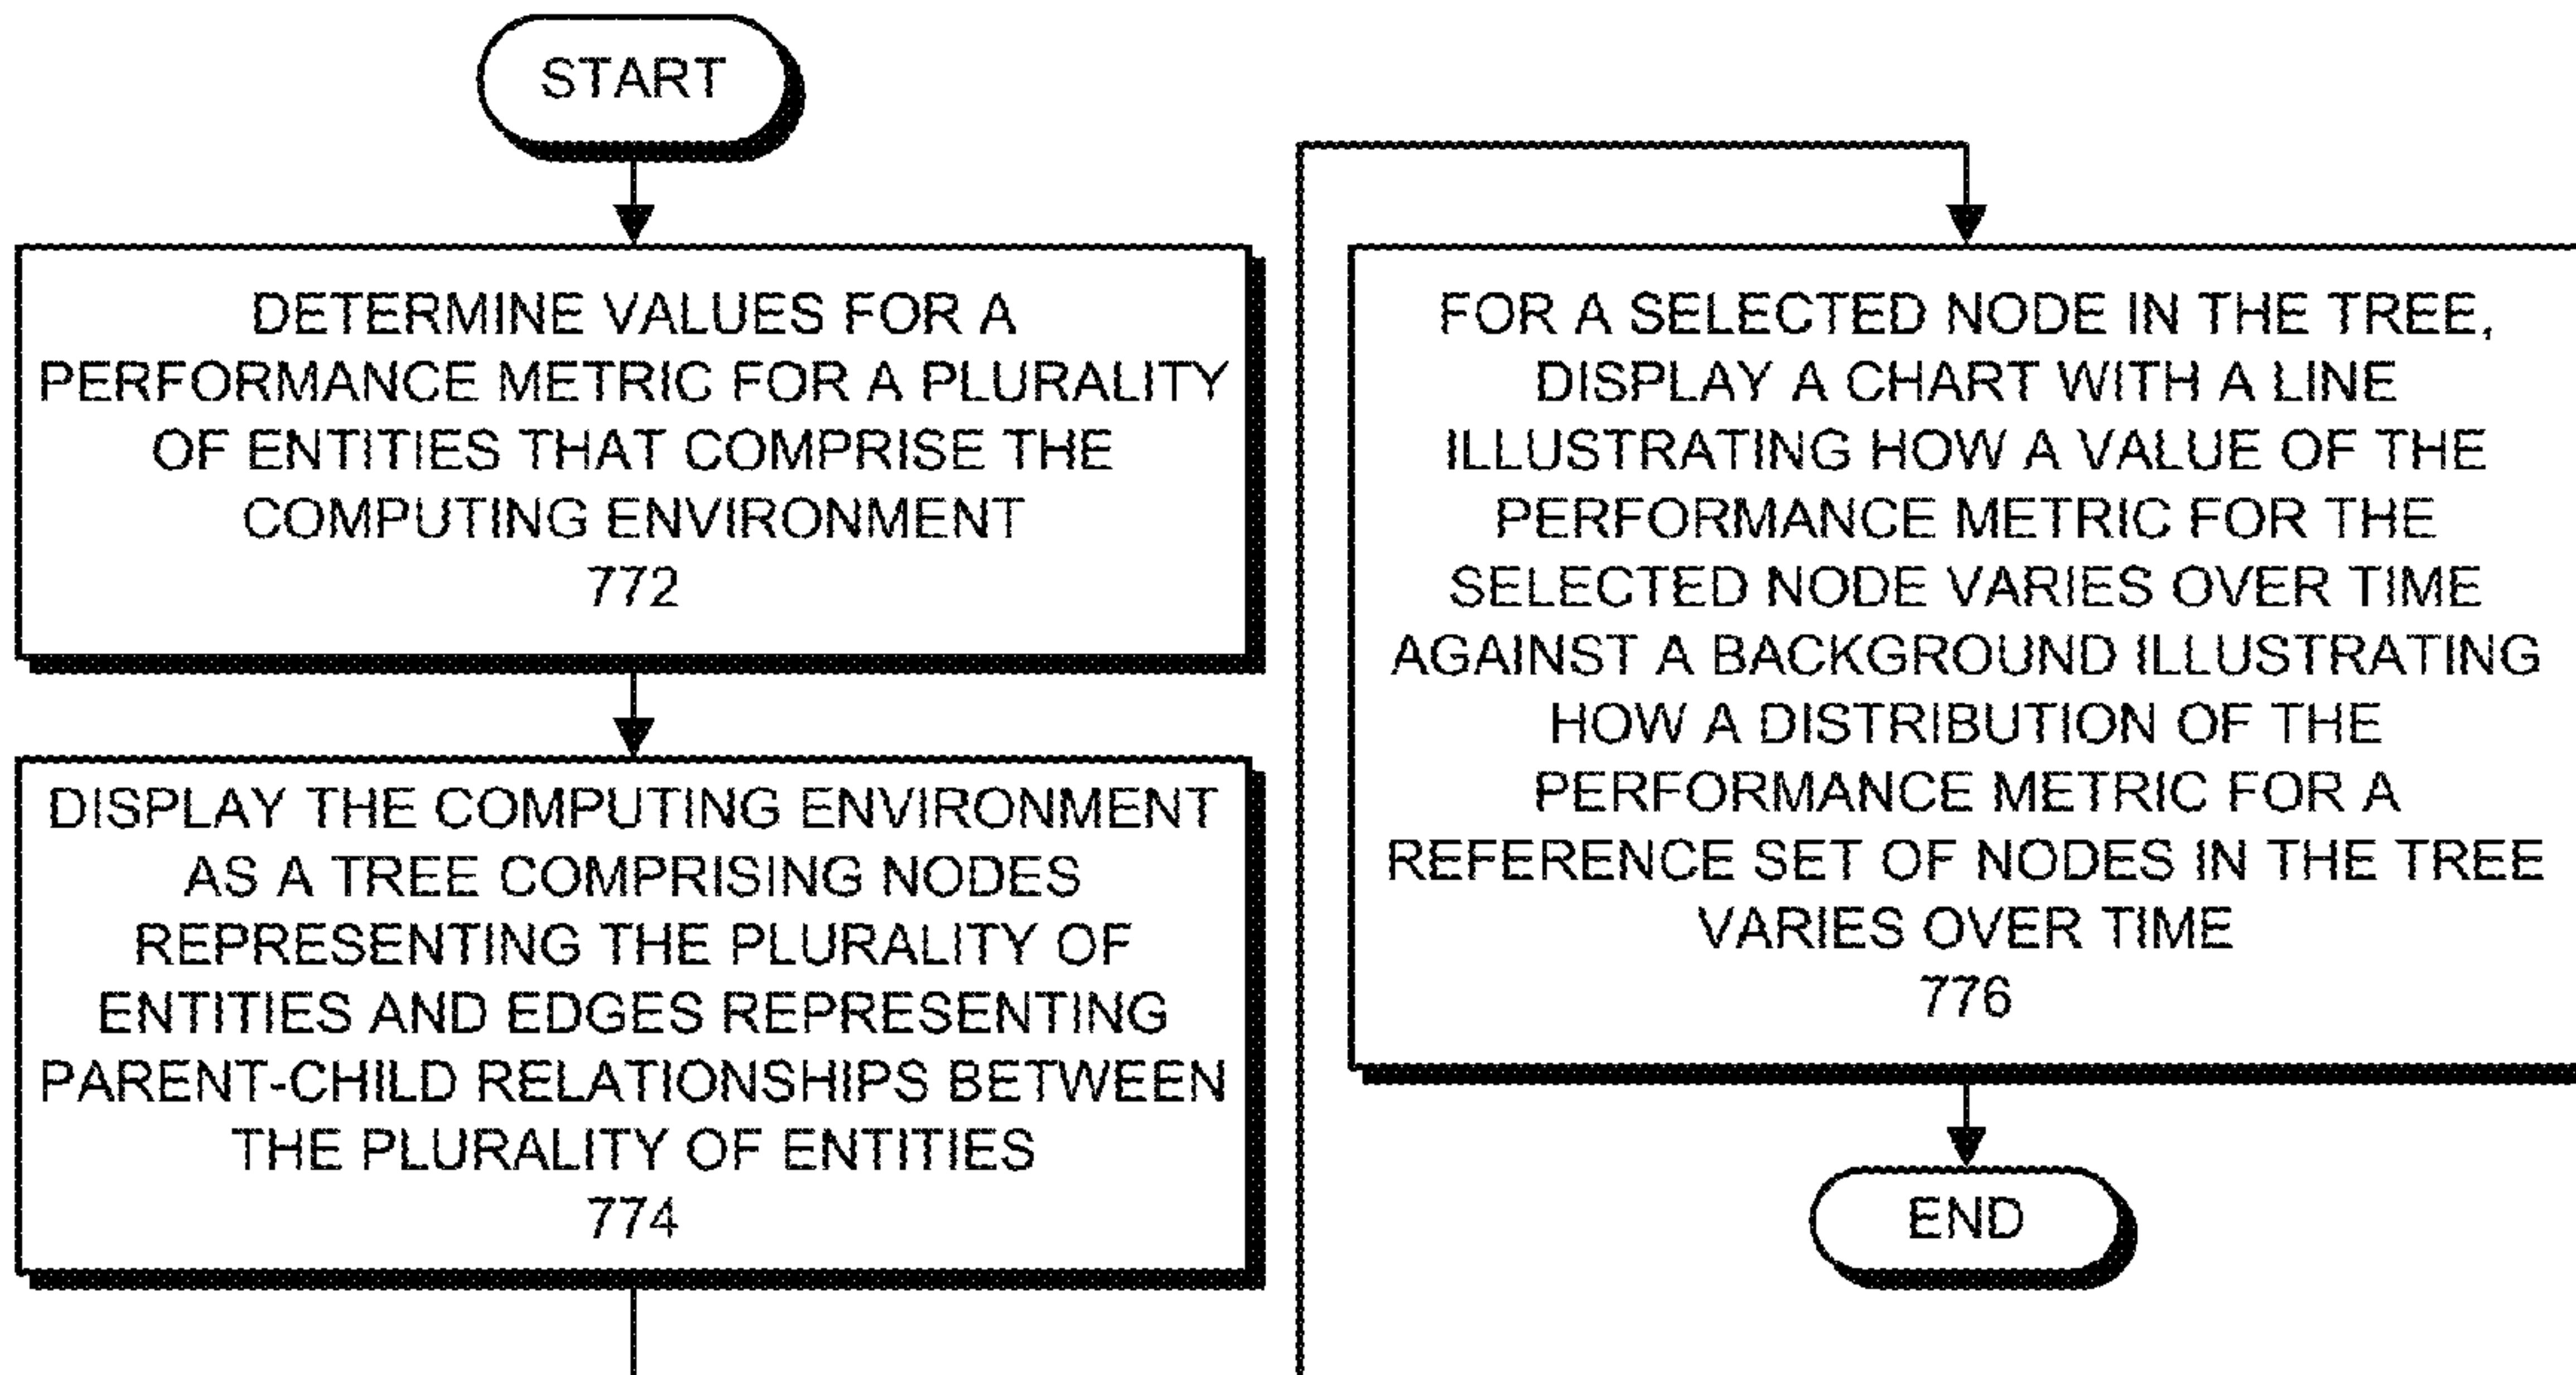 START
DETERMINE VALUES FOR A
PERFORMANCE METRIC FOR A PLURALITY
OF ENTITIES THAT COMPRISE THE
COMPUTING ENVIRONMENT
772
DISPLAY THE COMPUTING ENVIRONMENT
AS A TREE COMPRISING NODES
REPRESENTING THE PLURALITY OF
ENTITIES AND EDGES REPRESENTING
PARENT-CHILD RELATIONSHIPS BETWEEN
THE PLURALITY OF ENTITIES
774
FOR A SELECTED NODE IN THE TREE,
DISPLAY A CHART WITH A LINE
ILLUSTRATING HOW A VALUE OF THE
PERFORMANCE METRIC FOR THE
SELECTED NODE VARIES OVER TIME
AGAINST A BACKGROUND ILLUSTRATING
HOW A DISTRIBUTION OF THE
PERFORMANCE METRIC FOR A
REFERENCE SET OF NODES IN THE TREE
VARIES OVER TIME
776
END